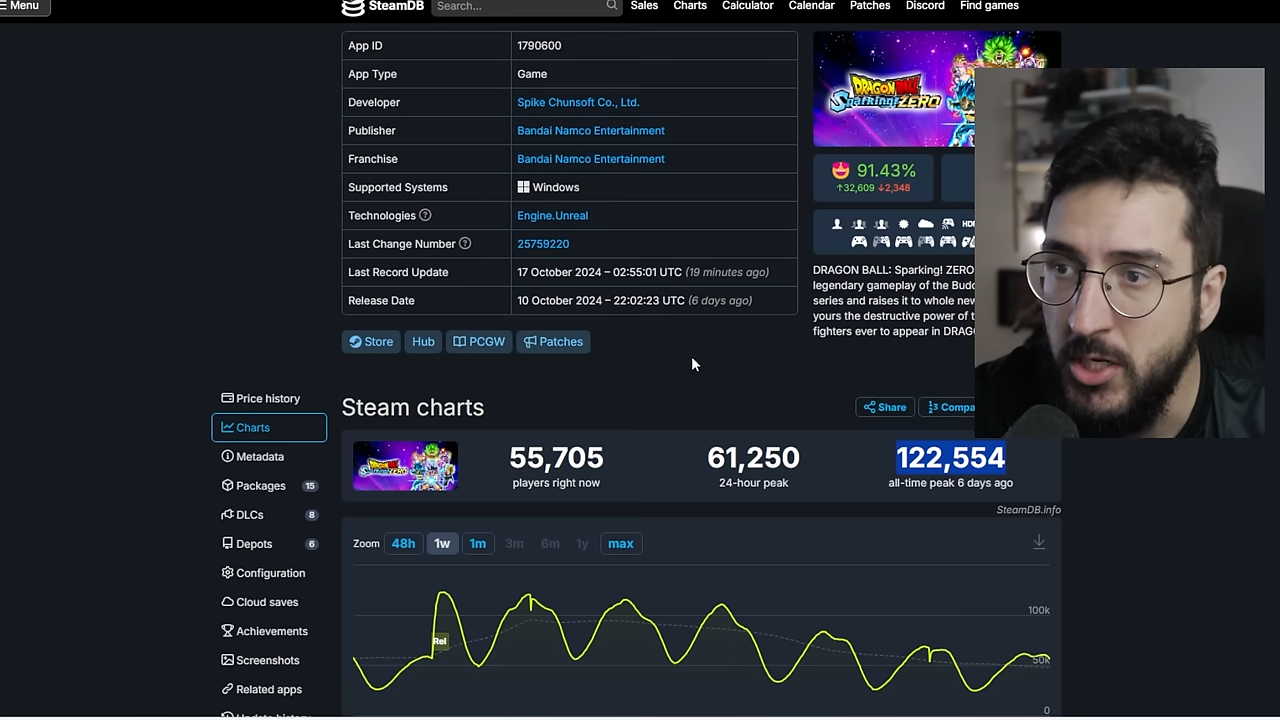 Menu
SteamDB
Search...
Sales
Charts
Calculator
Calendar
Patches
Discord
Find games
App ID 1790600
App Type Game
Developer Spike Chunsoft Co., Ltd.
Publisher Bandai Namco Entertainment
Franchise Bandai Namco Entertainment
Supported Systems Windows
Technologies Engine.Unreal
Last Change Number 25759220
Last Record Update 17 October 2024 – 02:55:01 UTC (19 minutes ago)
Release Date 10 October 2024 – 22:02:23 UTC (6 days ago)
DRAGON BALL
Sparking! ZERO
91.43%
↑32,609 ↓2,348
DRAGON BALL: Sparking! ZERO
legendary gameplay of the
series and raises it to whole new
yours the destructive power of
fighters ever to appear in
Store
Hub
PCGW
Patches
Price history
Charts
Metadata
Packages 15
DLCs 8
Depots 6
Configuration
Cloud saves
Achievements
Screenshots
Related apps
Steam charts
Share
55,705
players right now
61,250
24-hour peak
122,554
all-time peak 6 days ago
SteamDB.info
Zoom 48h 1w 1m 3m 6m 1y max
Rel
100k
50k
0